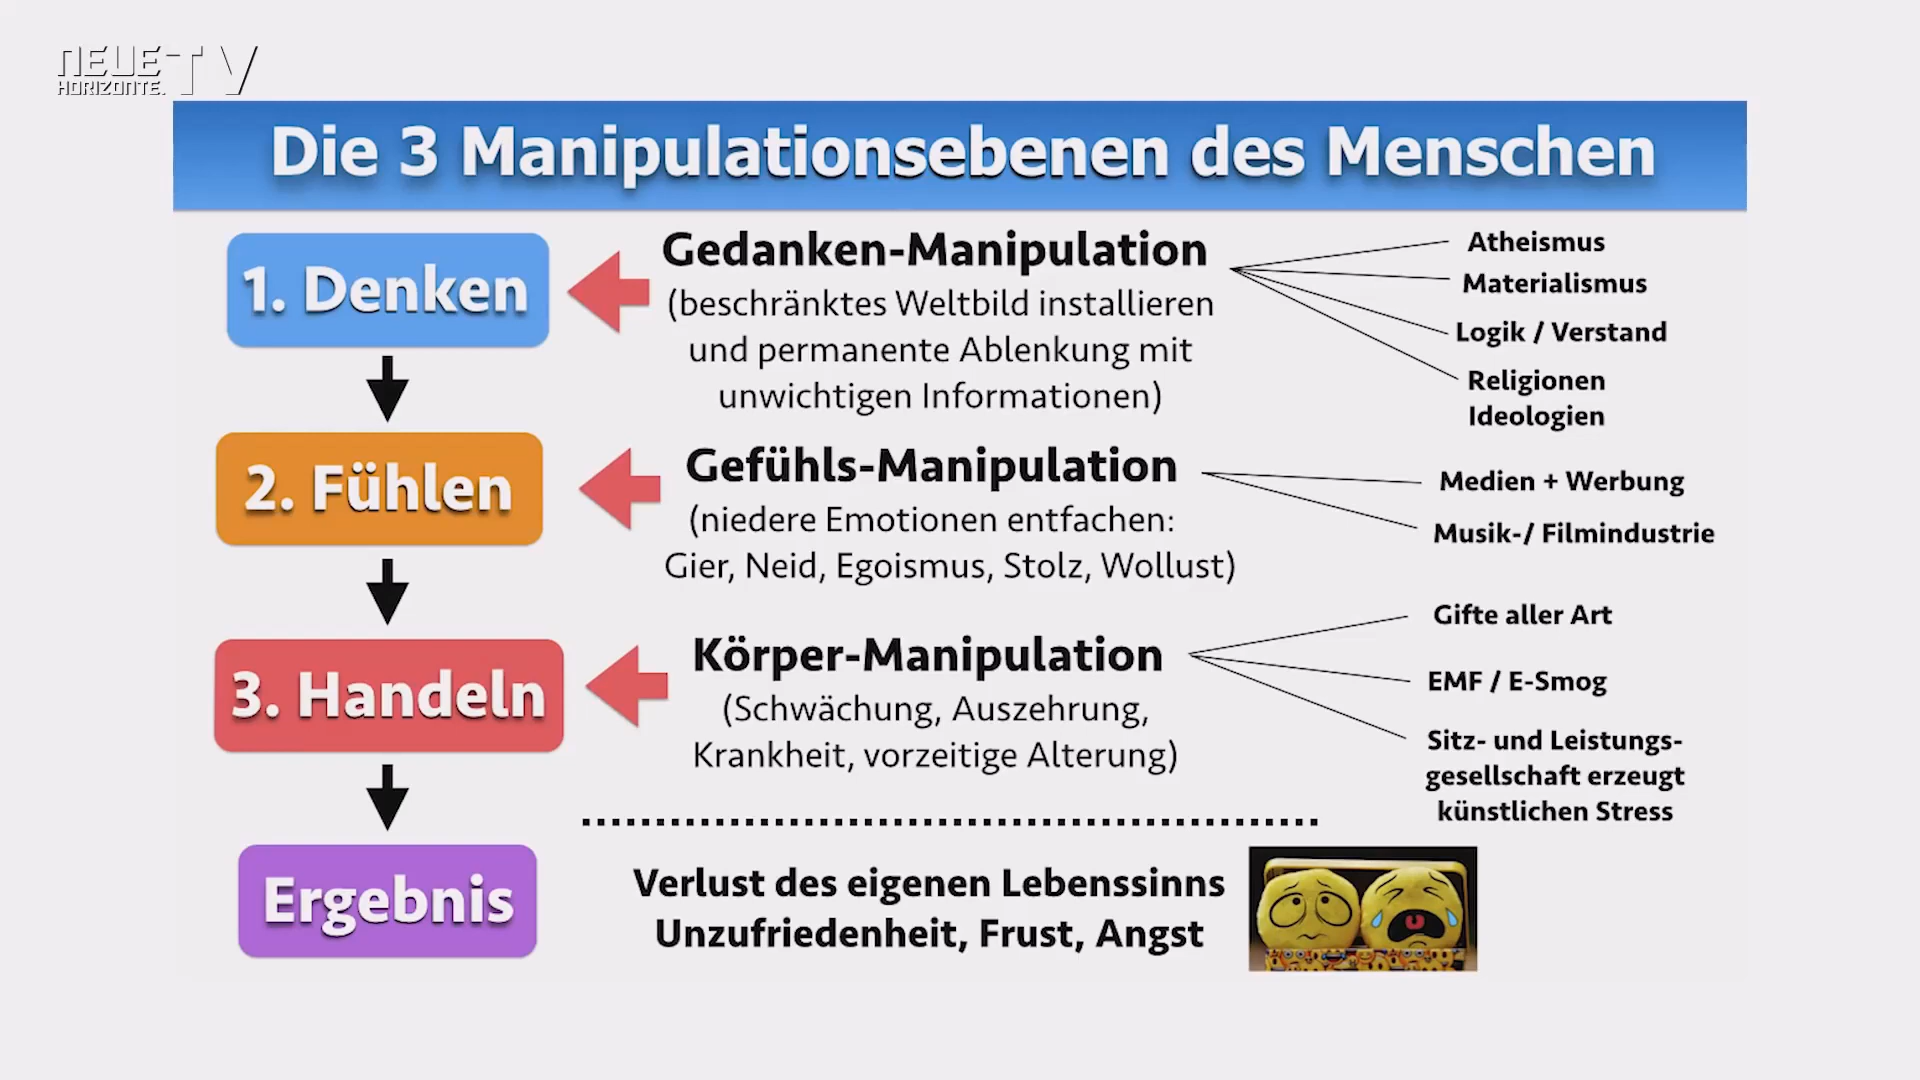 NEUE TV
HORIZONTE.
Die 3 Manipulationsebenen des Menschen
1. Denken
Gedanken-Manipulation
(beschränktes Weltbild installieren
und permanente Ablenkung mit
unwichtigen Informationen)
Atheismus
Materialismus
Logik / Verstand
Religionen
Ideologien
2. Fühlen
Gefühls-Manipulation
(niedere Emotionen entfachen:
Gier, Neid, Egoismus, Stolz, Wollust)
Medien + Werbung
Musik-/ Filmindustrie
3. Handeln
Körper-Manipulation
(Schwächung, Auszehrung,
Krankheit, vorzeitige Alterung)
Gifte aller Art
EMF / E-Smog
Sitz- und Leistungs-
gesellschaft erzeugt
künstlichen Stress
Ergebnis
Verlust des eigenen Lebenssinns
Unzufriedenheit, Frust, Angst